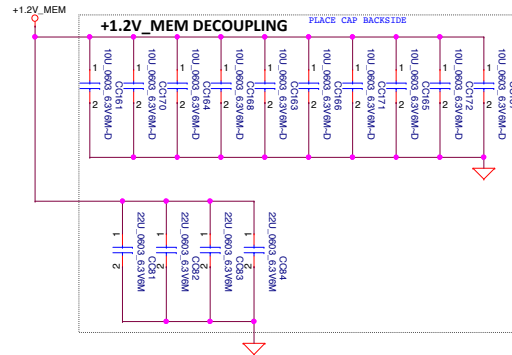 +1.2V_MEM
+1.2V_MEM DECOUPLING
PLACE CAP BACKSIDE
1
2
10U_0603_6.3V6M~D
CC161
1
2
10U_0603_6.3V6M~D
CC170
1
2
10U_0603_6.3V6M~D
CC164
1
2
10U_0603_6.3V6M~D
CC168
1
2
10U_0603_6.3V6M~D
CC163
1
2
10U_0603_6.3V6M~D
CC166
1
2
10U_0603_6.3V6M~D
CC171
1
2
10U_0603_6.3V6M~D
CC165
1
2
10U_0603_6.3V6M~D
CC172
1
2
10U_0603_6.3V6M~D
1
2
22U_0603_6.3V6M
CC81
1
2
22U_0603_6.3V6M
CC82
1
2
22U_0603_6.3V6M
CC83
1
2
22U_0603_6.3V6M
CC84